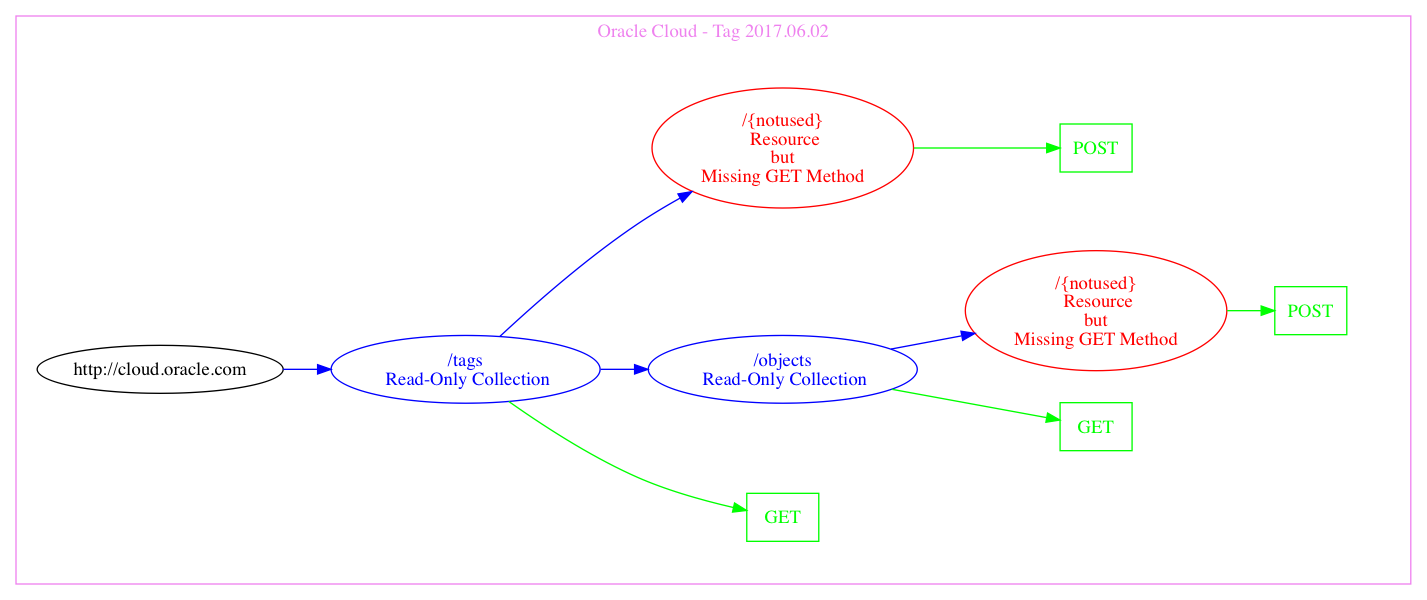 Oracle Cloud - Tag 2017.06.02
/{notused}
Resource
but
Missing GET Method
POST
/{notused}
Resource
but
Missing GET Method
POST
http://cloud.oracle.com
/tags
Read-Only Collection
/objects
Read-Only Collection
GET
GET